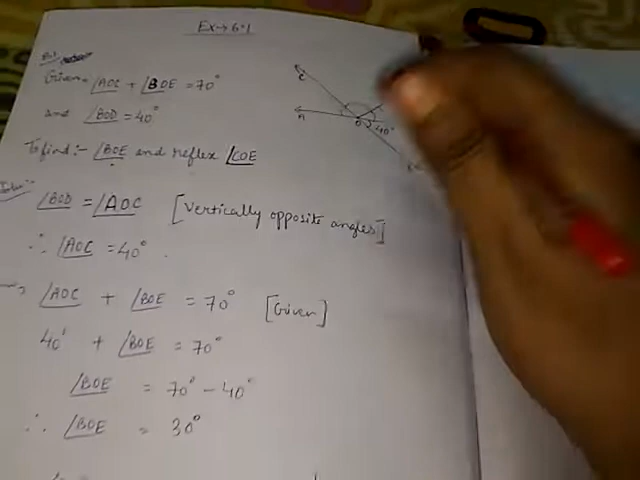 Ex → 6.1
Given = ∠AOC + ∠BOE = 70°
and ∠BOD = 40°
To find :- ∠BOE and reflex ∠COE
∠BOD = ∠AOC [Vertically opposite angles]
∴ ∠AOC = 40°
∠AOC + ∠BOE = 70° [Given]
40° + ∠BOE = 70°
∠BOE = 70° - 40°
∴ ∠BOE = 30°
C
A
O
40°